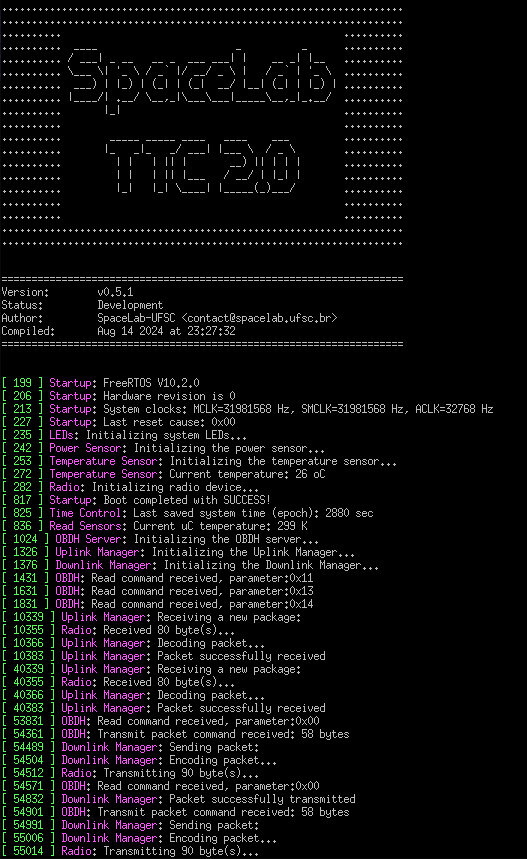 SpaceLab
TTC 2.0
Version: v0.5.1
Status: Development
Author: SpaceLab-UFSC <contact@spacelab.ufsc.br>
Compiled: Aug 14 2024 at 23:27:32
[ 199 ] Startup: FreeRTOS V10.2.0
[ 206 ] Startup: Hardware revision is 0
[ 213 ] Startup: System clocks: MCLK=31981568 Hz, SMCLK=31981568 Hz, ACLK=32768 Hz
[ 227 ] Startup: Last reset cause: 0x00
[ 235 ] LEDs: Initializing system LEDs...
[ 242 ] Power Sensor: Initializing the power sensor...
[ 253 ] Temperature Sensor: Initializing the temperature sensor...
[ 272 ] Temperature Sensor: Current temperature: 26 oC
[ 282 ] Radio: Initializing radio device...
[ 817 ] Startup: Boot completed with SUCCESS!
[ 825 ] Time Control: Last saved system time (epoch): 2880 sec
[ 836 ] Read Sensors: Current uC temperature: 299 K
[ 1024 ] OBDH Server: Initializing the OBDH server...
[ 1326 ] Uplink Manager: Initializing the Uplink Manager...
[ 1376 ] Downlink Manager: Initializing the Downlink Manager...
[ 1431 ] OBDH: Read command received, parameter:0x11
[ 1631 ] OBDH: Read command received, parameter:0x13
[ 1831 ] OBDH: Read command received, parameter:0x14
[ 10339 ] Uplink Manager: Receiving a new package:
[ 10355 ] Radio: Received 80 byte(s)...
[ 10366 ] Uplink Manager: Decoding packet...
[ 10383 ] Uplink Manager: Packet successfully received
[ 40339 ] Uplink Manager: Receiving a new package:
[ 40355 ] Radio: Received 80 byte(s)...
[ 40366 ] Uplink Manager: Decoding packet...
[ 40383 ] Uplink Manager: Packet successfully received
[ 53831 ] OBDH: Read command received, parameter:0x00
[ 54361 ] OBDH: Transmit packet command received: 58 bytes
[ 54489 ] Downlink Manager: Sending packet:
[ 54504 ] Downlink Manager: Encoding packet...
[ 54512 ] Radio: Transmitting 90 byte(s)...
[ 54571 ] OBDH: Read command received, parameter:0x00
[ 54832 ] Downlink Manager: Packet successfully transmitted
[ 54901 ] OBDH: Transmit packet command received: 58 bytes
[ 54991 ] Downlink Manager: Sending packet:
[ 55006 ] Downlink Manager: Encoding packet...
[ 55014 ] Radio: Transmitting 90 byte(s)...